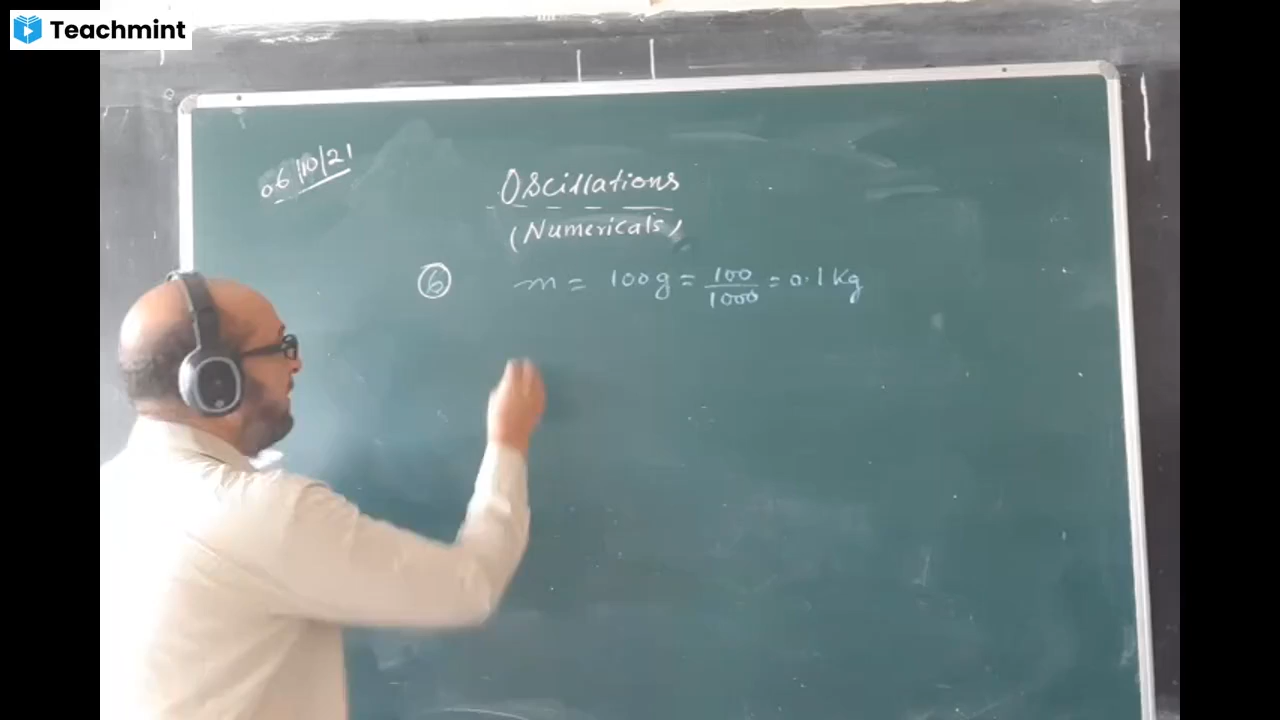 Teachmint
06/10/21
Oscillations
(Numericals)
6 m = 100g = 100/1000 = 0.1 Kg